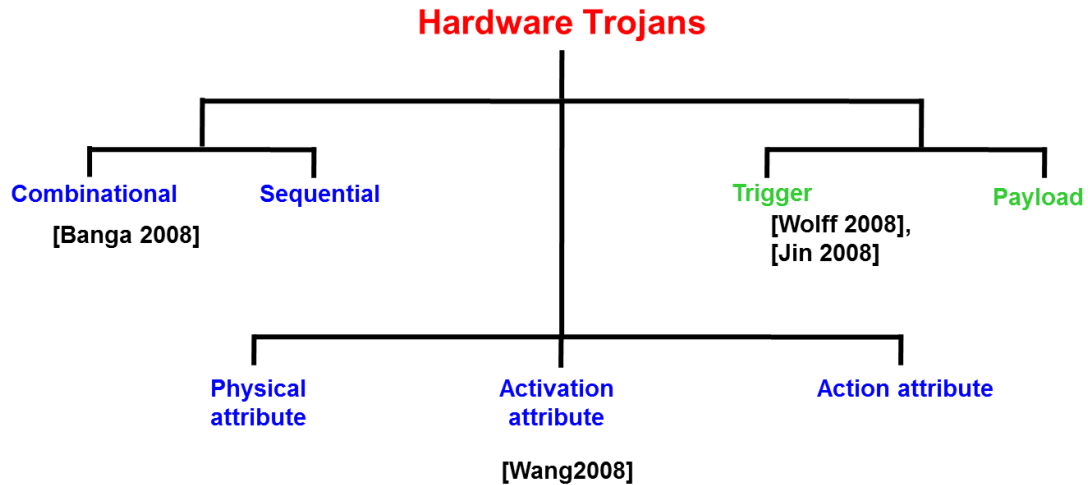 Hardware Trojans
Combinational
Sequential
[Banga 2008]
Trigger
Payload
[Wolff 2008],
[Jin 2008]
Physical
attribute
Activation
attribute
Action attribute
[Wang2008]